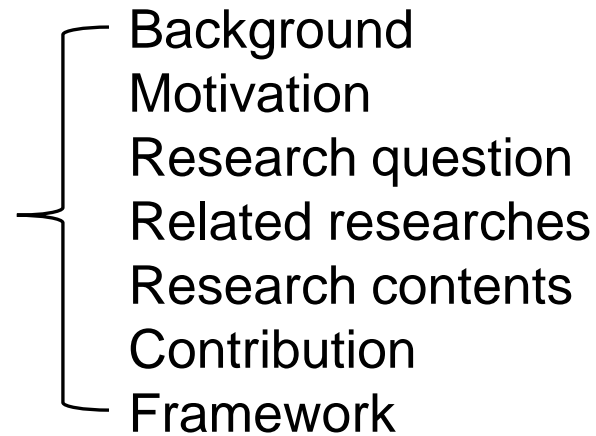 Background
Motivation
Research question
Related researches
Research contents
Contribution
Framework